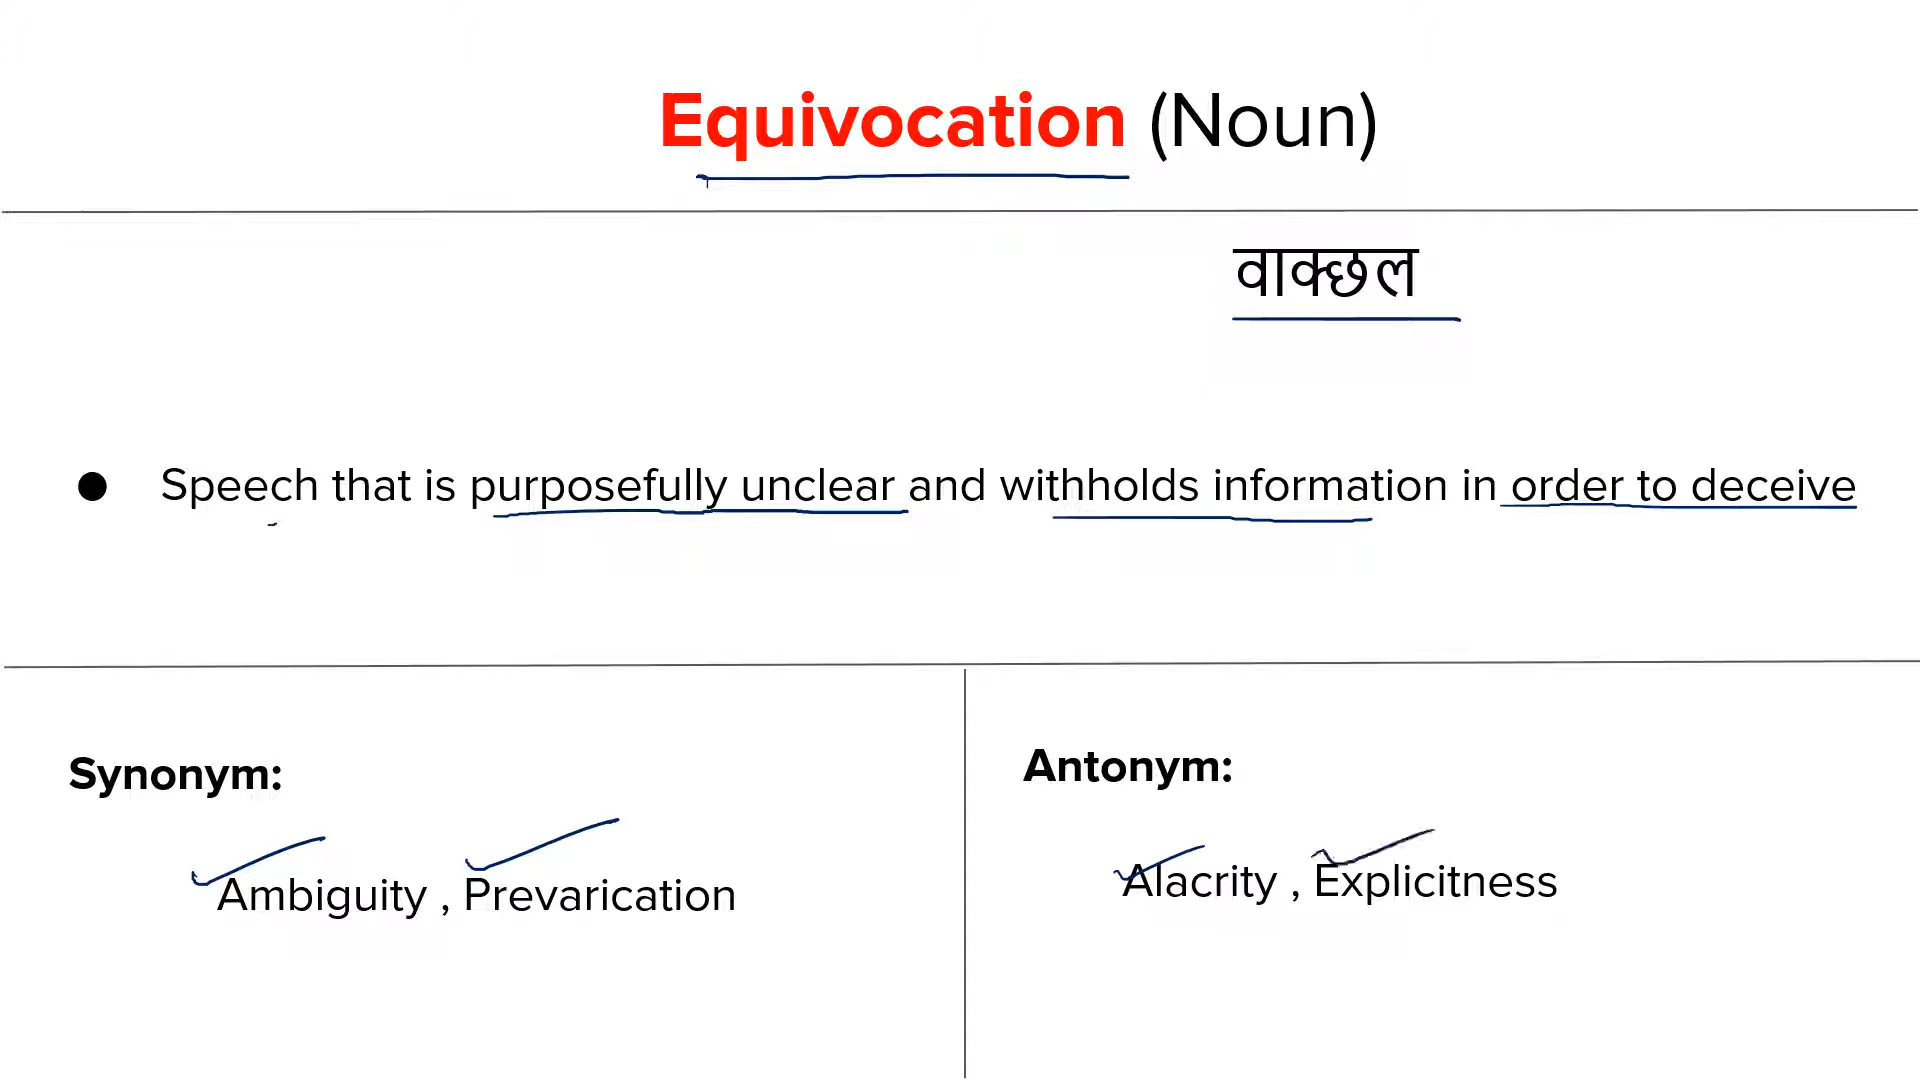 Equivocation (Noun)
वाक्छल
● Speech that is purposefully unclear and withholds information in order to deceive
Synonym:
Ambiguity , Prevarication
Antonym:
Alacrity , Explicitness